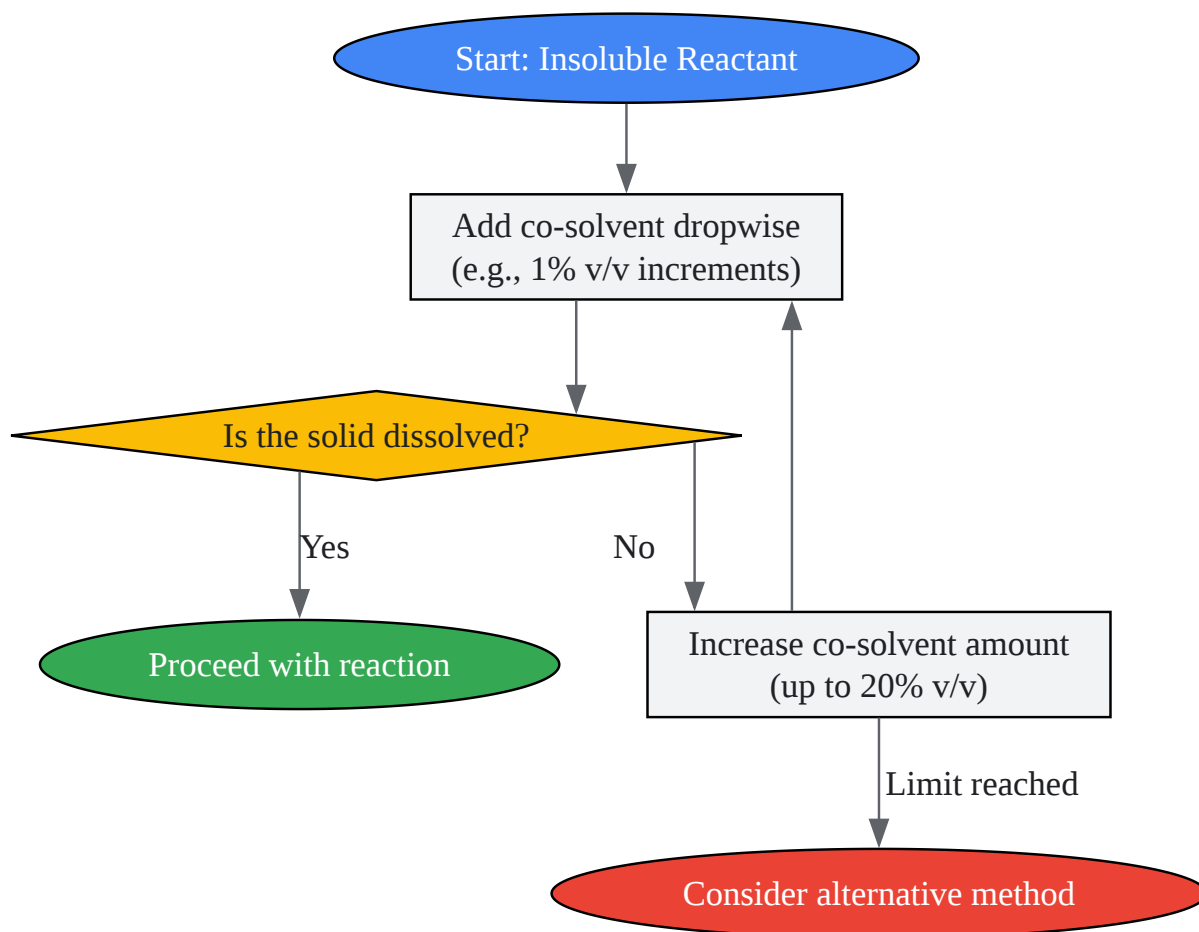 Start: Insoluble Reactant
Add co-solvent dropwise
(e.g., 1% v/v increments)
Is the solid dissolved?
Yes
No
Proceed with reaction
Increase co-solvent amount
(up to 20% v/v)
Limit reached
Consider alternative method